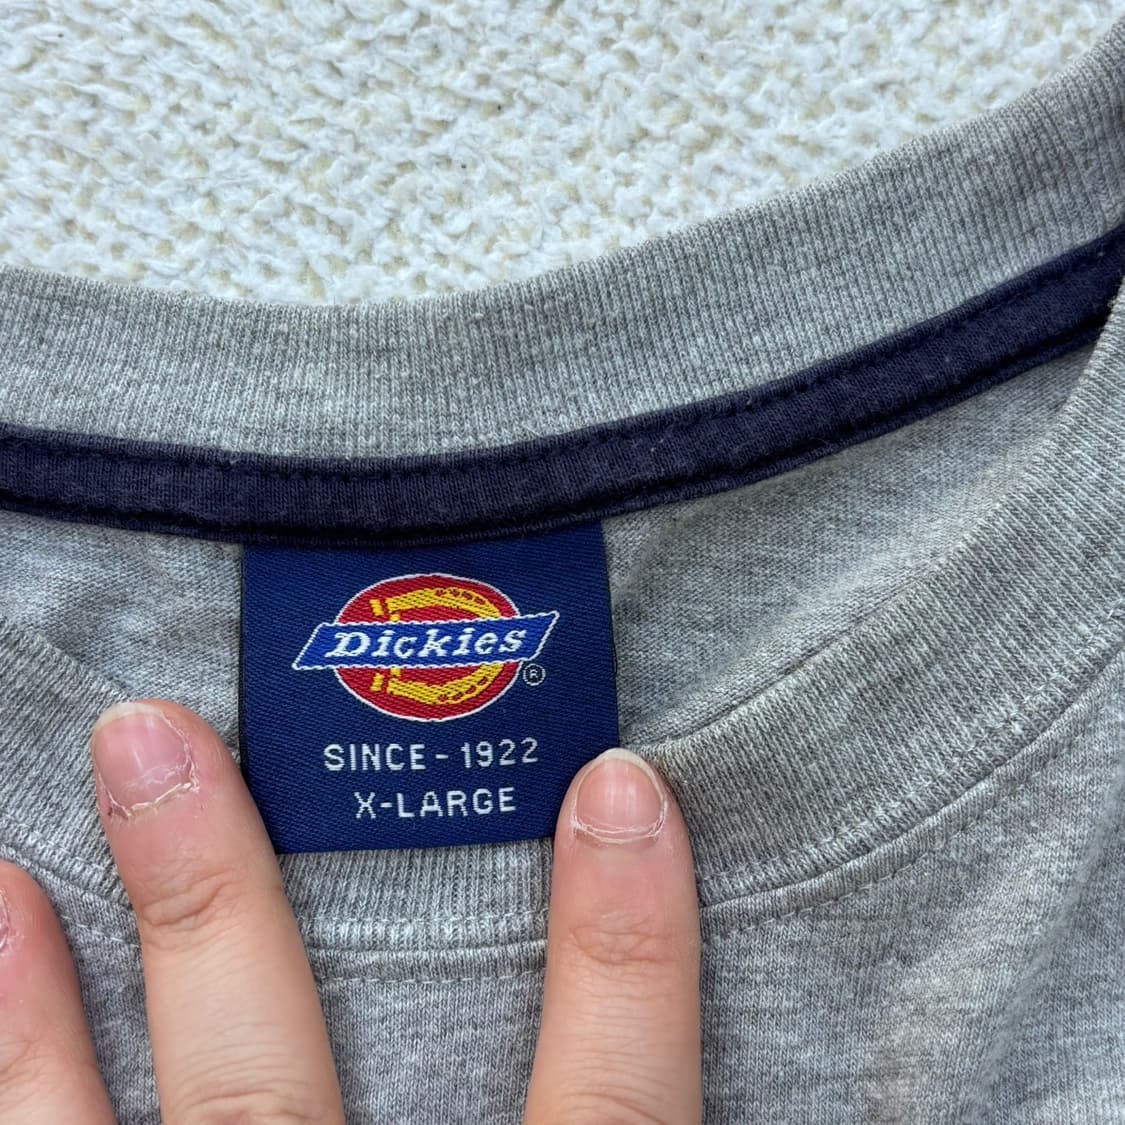 Dickies
®
SINCE-1922
X-LARGE